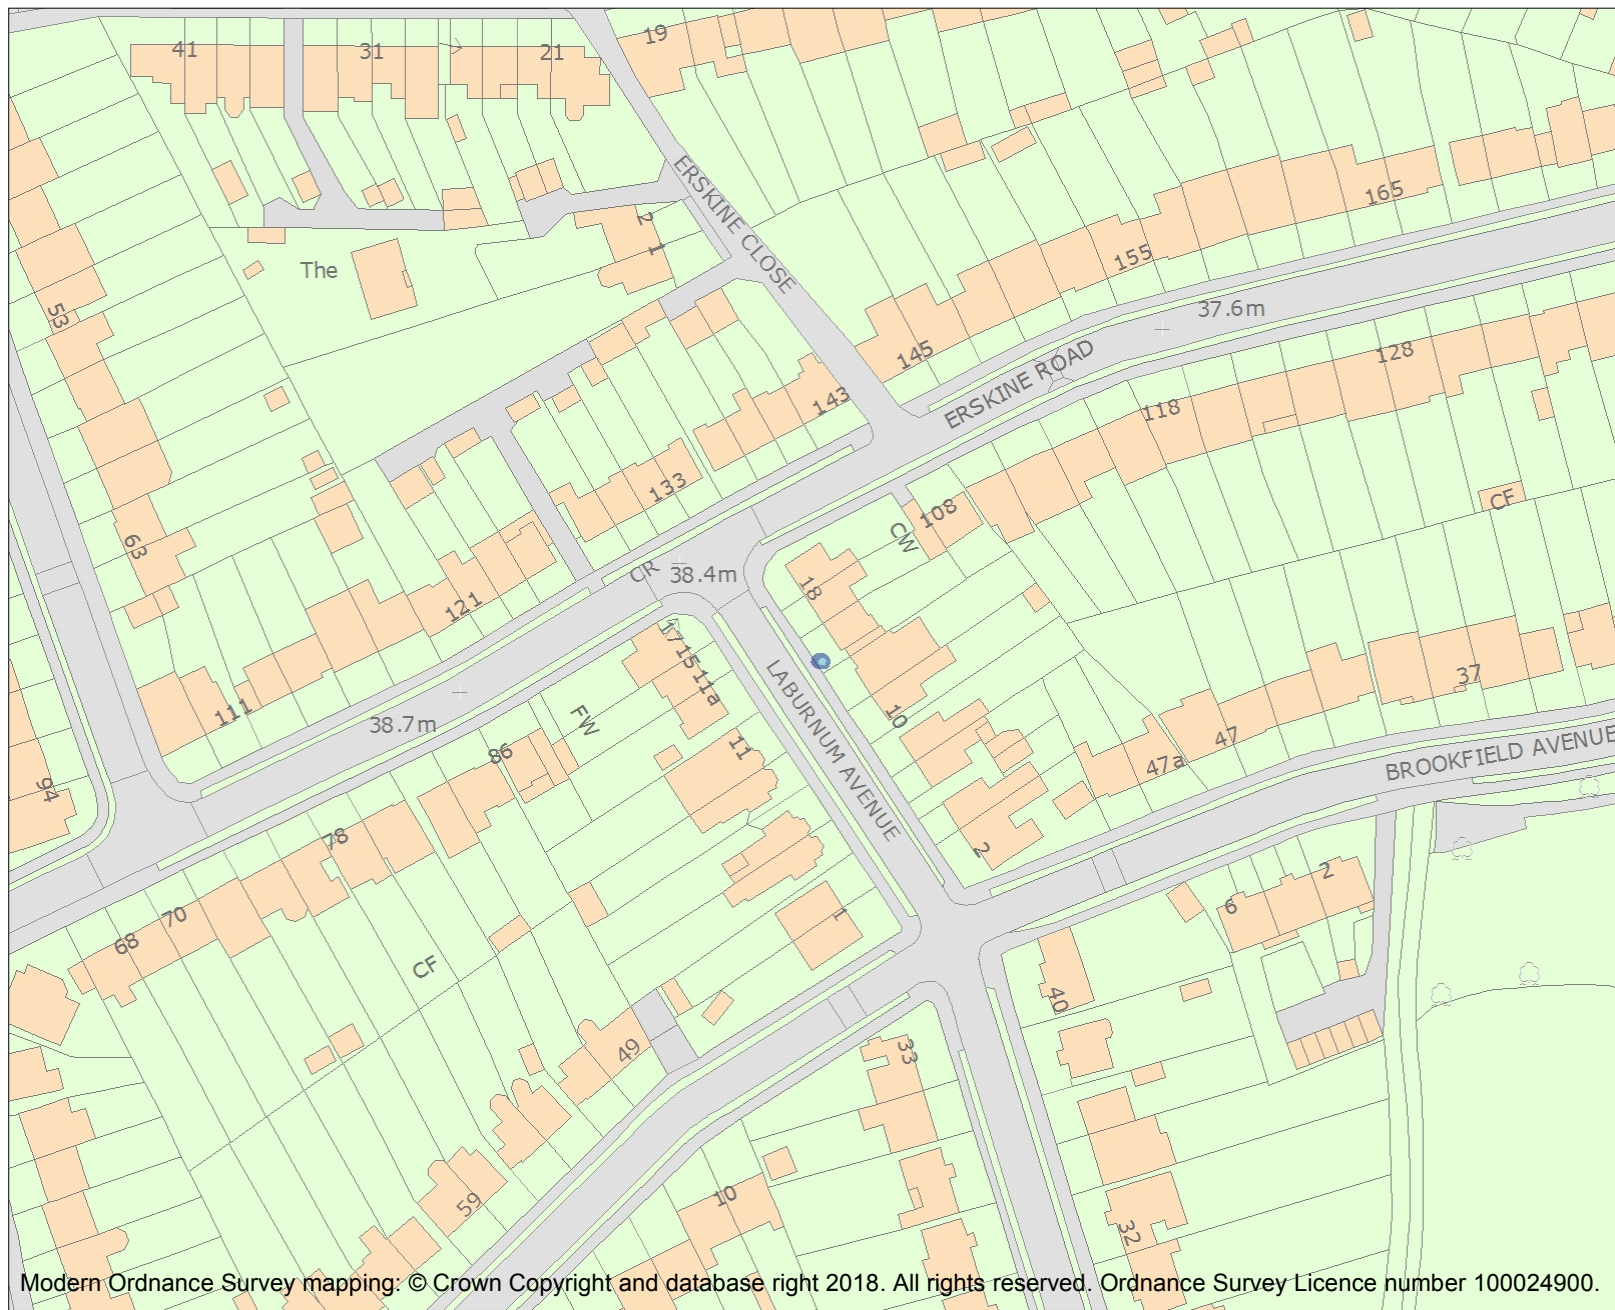 41
31
21
19
ERSKINE CLOSE
2
1
The
53
165
155
37.6m
145
143
ERSKINE ROAD
128
118
133
108
CF
CW
63
CR
38.4m
18
121
17
15
11a
37
LABURNUM AVENUE
10
111
38.7m
FW
11
86
47
47a
BROOKFIELD AVENUE
94
78
2
2
6
70
68
1
CF
40
49
33
59
10
32
Modern Ordnance Survey mapping: © Crown Copyright and database right 2018. All rights reserved. Ordnance Survey Licence number 100024900.